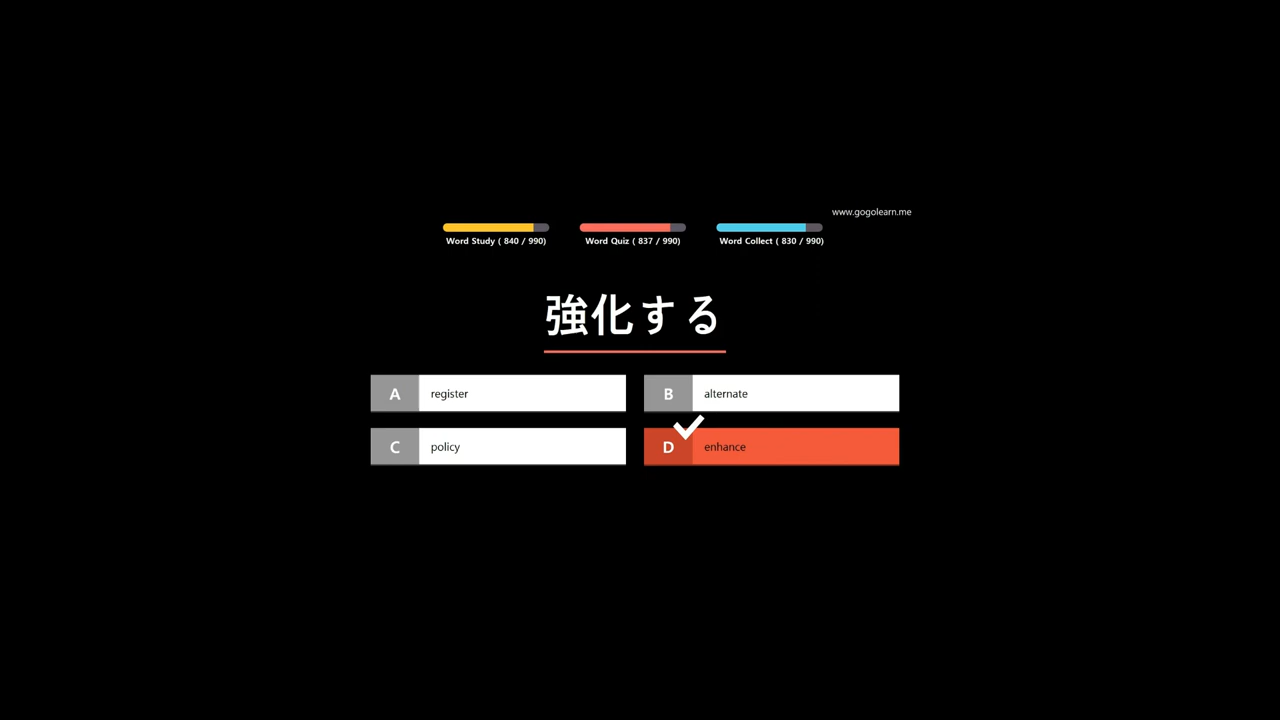 www.gogolearn.me
Word Study ( 840 / 990)
Word Quiz ( 837 / 990)
Word Collect ( 830 / 990)
強化する
A register
B alternate
C policy
D enhance